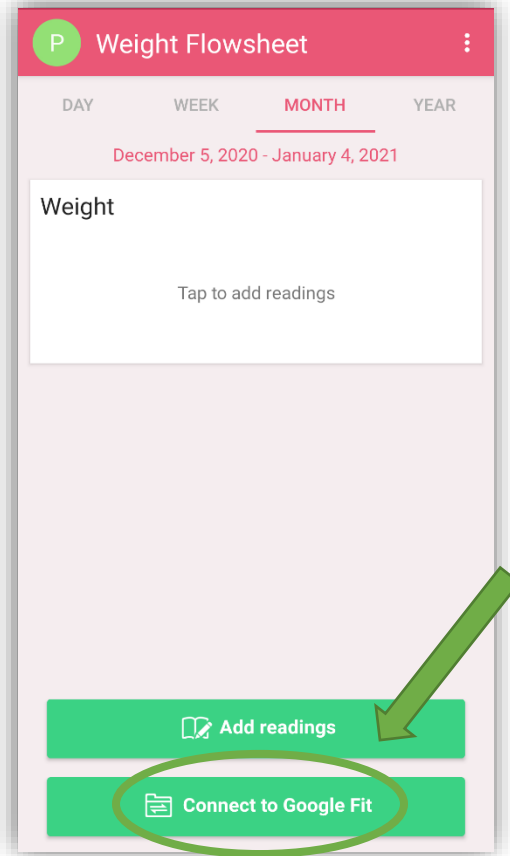 P Weight Flowsheet
DAY WEEK MONTH YEAR
December 5, 2020 - January 4, 2021
Weight
Tap to add readings
Add readings
Connect to Google Fit